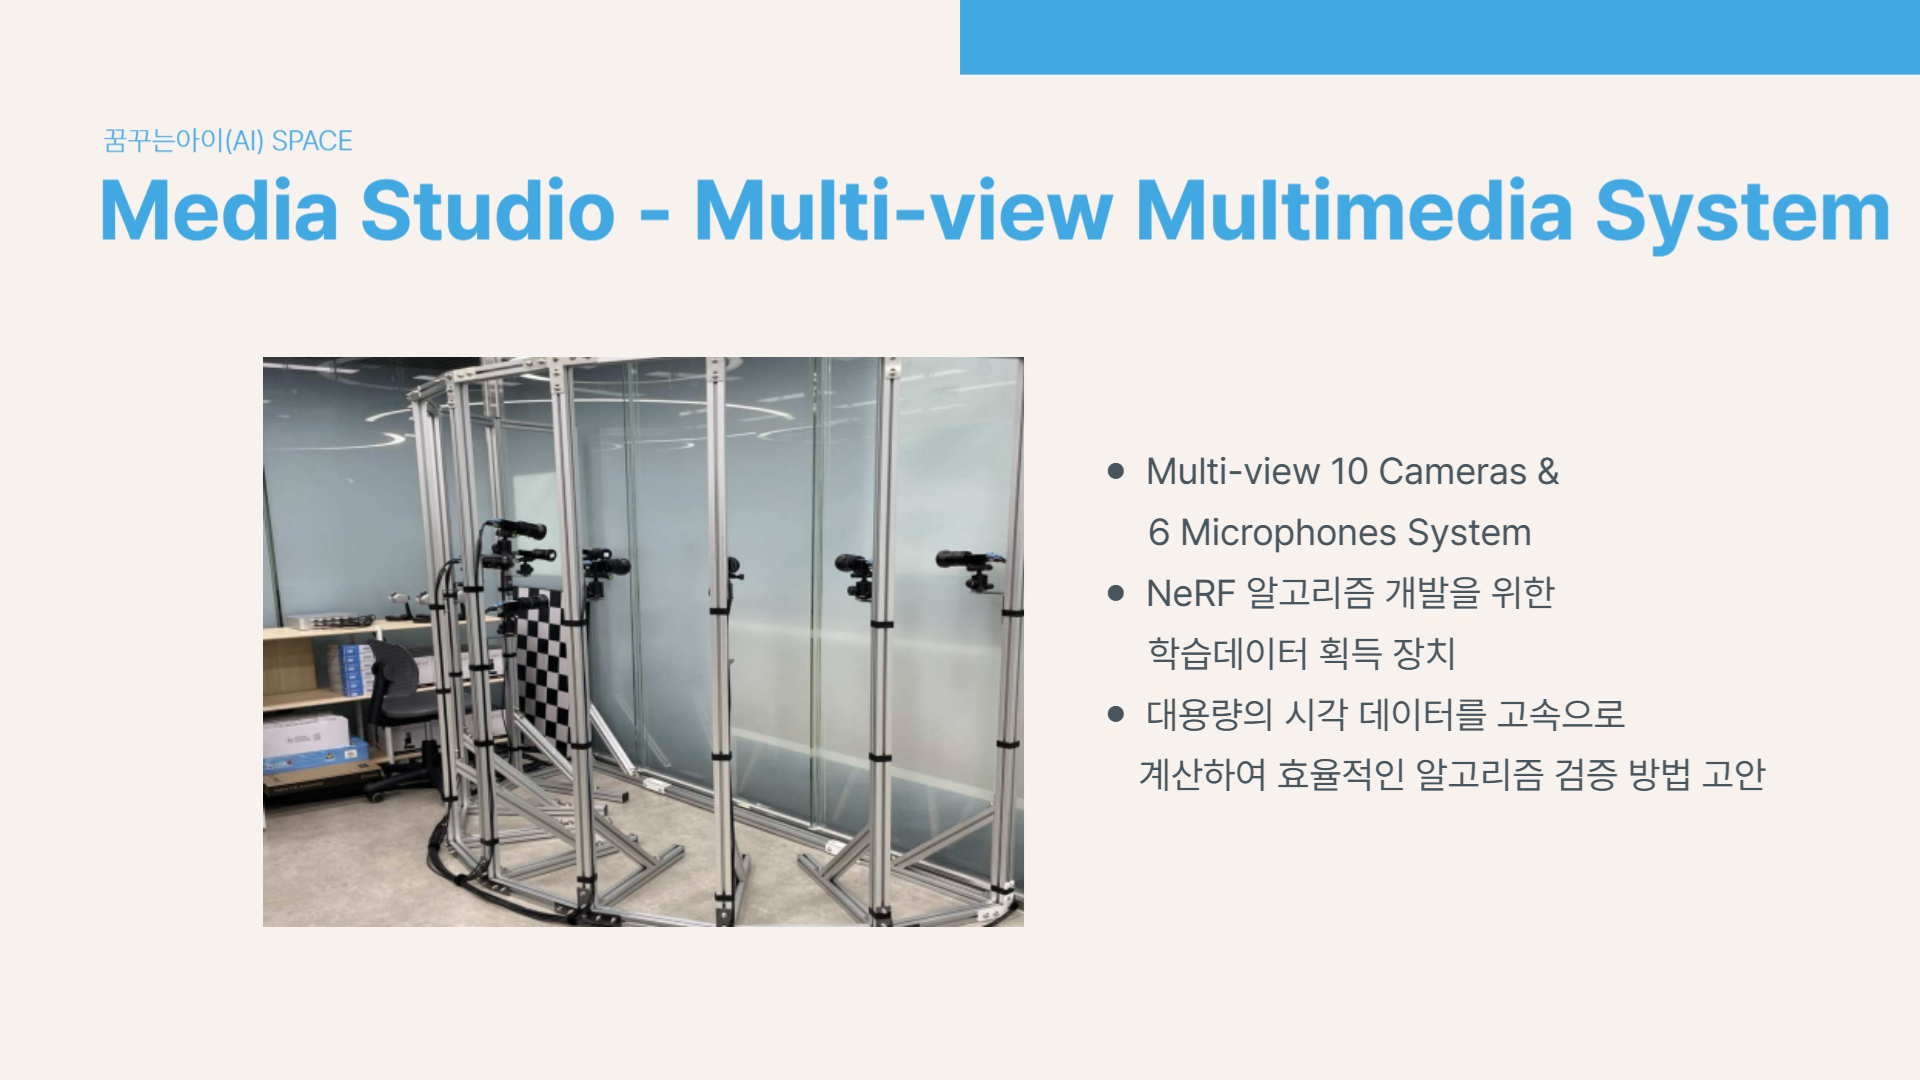 꿈꾸는아이(AI) SPACE
Media Studio - Multi-view Multimedia System
● Multi-view 10 Cameras &
6 Microphones System
● NeRF 알고리즘 개발을 위한
학습데이터 획득 장치
● 대용량의 시각 데이터를 고속으로
계산하여 효율적인 알고리즘 검증 방법 고안